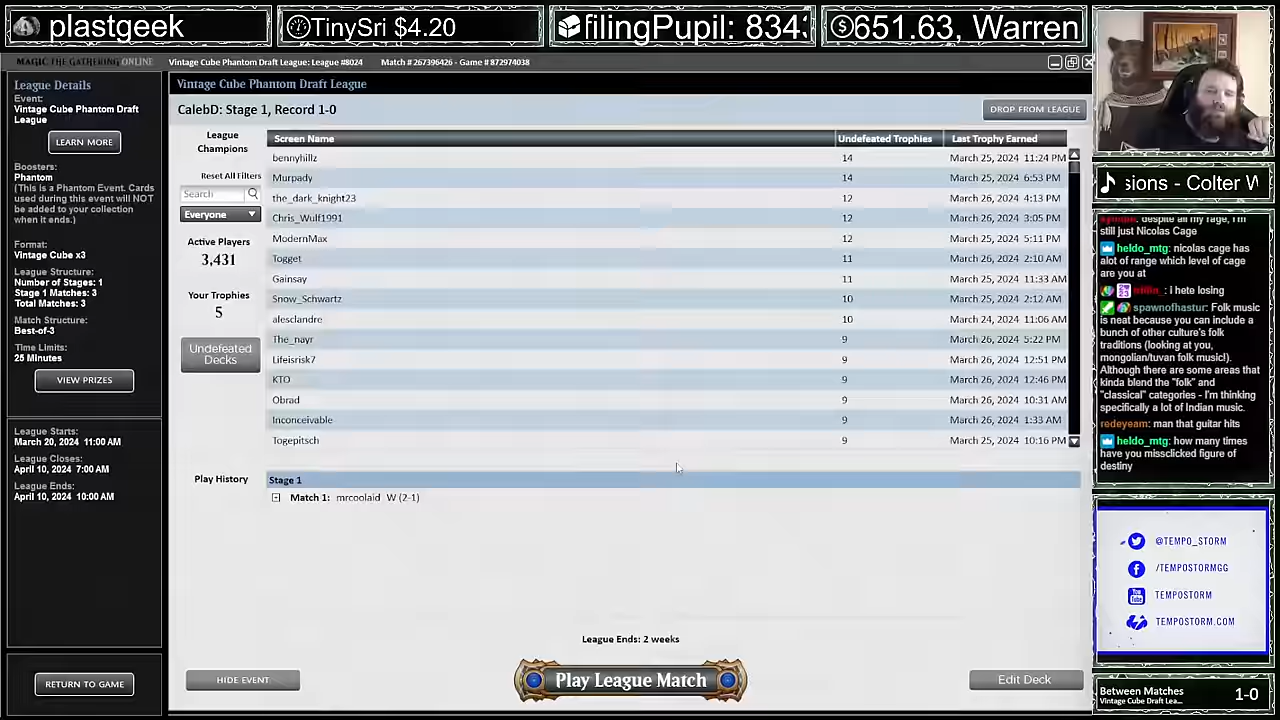 plastgeek
TinySri $4.20
filingPupil: 834
$651.63, Warren
MAGIC: THE GATHERING ONLINE
Vintage Cube Phantom Draft League: League #8024 Match # 267396426 - Game # 872974038
League Details
Event:
Vintage Cube Phantom Draft
League
LEARN MORE
Boosters:
Phantom
(This is a Phantom Event. Cards
used during this event will NOT
be added to your collection
when it ends.)
Format:
Vintage Cube x3
League Structure:
Number of Stages: 1
Stage 1 Matches: 3
Total Matches: 3
Match Structure:
Best-of-3
Time Limits:
25 Minutes
VIEW PRIZES
League Starts:
March 20, 2024 11:00 AM
League Closes:
April 10, 2024 7:00 AM
League Ends:
April 10, 2024 10:00 AM
RETURN TO GAME
Vintage Cube Phantom Draft League
CalebD: Stage 1, Record 1-0
DROP FROM LEAGUE
League
Champions
Reset All Filters
Search
Everyone
Active Players
3,431
Your Trophies
5
Undefeated
Decks
Screen Name Undefeated Trophies Last Trophy Earned
bennyhillz 14 March 25, 2024 11:24 PM
Murpady 14 March 25, 2024 6:53 PM
the_dark_knight23 12 March 26, 2024 4:13 PM
Chris_Wulf1991 12 March 26, 2024 3:05 PM
ModernMax 12 March 25, 2024 5:11 PM
Togget 11 March 26, 2024 2:10 AM
Gainsay 11 March 25, 2024 11:33 AM
Snow_Schwartz 10 March 25, 2024 2:12 AM
alesclandre 10 March 24, 2024 11:06 AM
The_nayr 9 March 26, 2024 5:22 PM
Lifeisrisk7 9 March 26, 2024 12:51 PM
KTO 9 March 26, 2024 12:46 PM
Obrad 9 March 26, 2024 10:31 AM
Inconceivable 9 March 26, 2024 1:33 AM
Togepitsch 9 March 25, 2024 10:16 PM
Play History
Stage 1
Match 1: mrcoolaid W (2-1)
League Ends: 2 weeks
HIDE EVENT
Play League Match
Edit Deck
sions - Colter W
despite all my rage, I'm
still just Nicolas Cage
heldo_mtg: nicolas cage has
alot of range which level of cage
are you at
: i hete losing
spawnofhastur: Folk music
is neat because you can include a
bunch of other culture's folk
traditions (looking at you,
mongolian/tuvan folk music!).
Although there are some areas that
kinda blend the "folk" and
"classical" categories - I'm thinking
specifically a lot of Indian music.
redeyeam: man that guitar hits
heldo_mtg: how many times
have you missclicked figure of
destiny
@TEMPO_STORM
/TEMPOSTORMGG
TEMPOSTORM
TEMPOSTORM.COM
Between Matches
Vintage Cube Draft Lea...
1-0